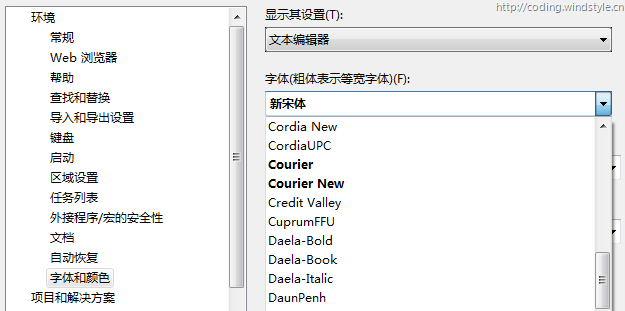 http://coding.windstyle.cn
环境
常规
Web 浏览器
帮助
查找和替换
导入和导出设置
键盘
启动
区域设置
任务列表
外接程序/宏的安全性
文档
自动恢复
字体和颜色
项目和解决方案
显示其设置(T):
文本编辑器
字体(粗体表示等宽字体)(F):
新宋体
Cordia New
CordiaUPC
Courier
Courier New
Credit Valley
CuprumFFU
Daela-Bold
Daela-Book
Daela-Italic
DaunPenh